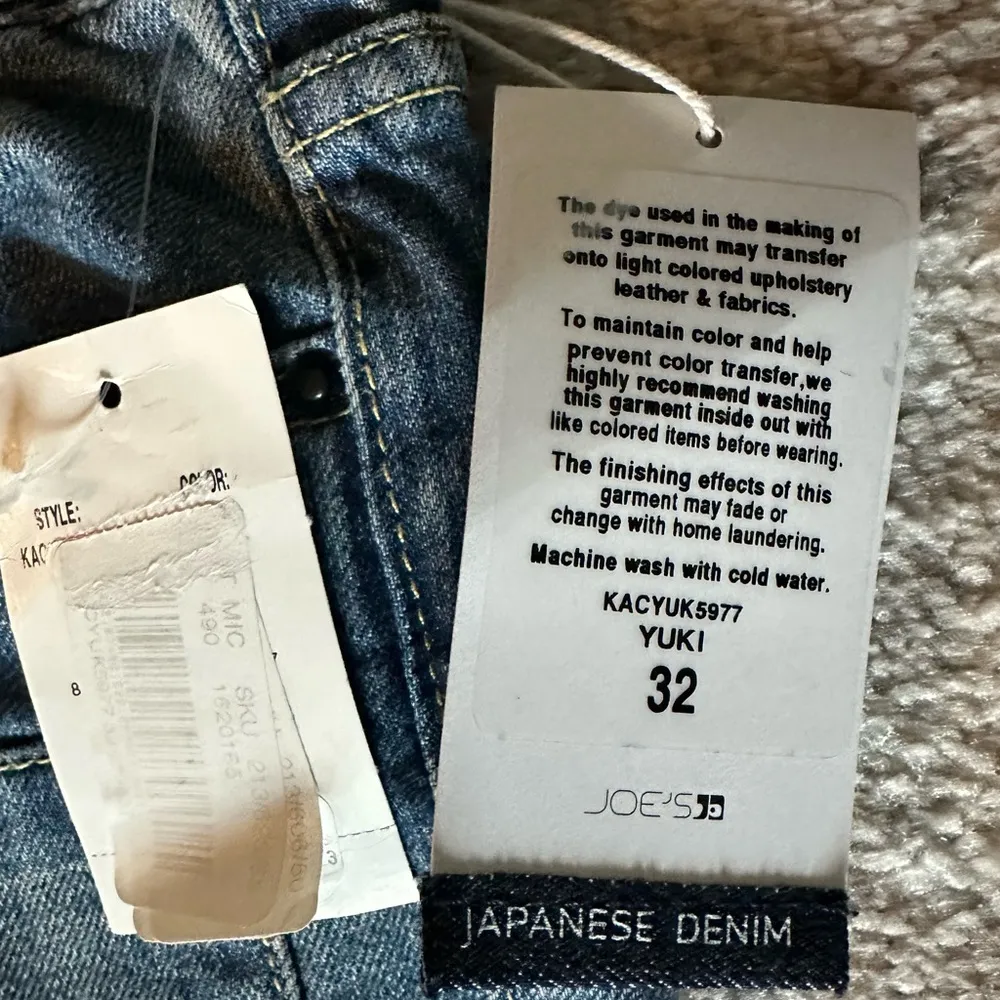 The dye used in the making of
this garment may transfer
onto light colored upholstery
leather & fabrics.
To maintain color and help
prevent color transfer,we
highly recommend washing
this garment inside out with
like colored items before wearing.
The finishing effects of this
garment may fade or
change with home laundering.
Machine wash with cold water.
KACYUK5977
YUKI
32
JOE'S
JAPANESE DENIM
STYLE:
COLOR:
KAC
8
MIC
490
SKU
1620165